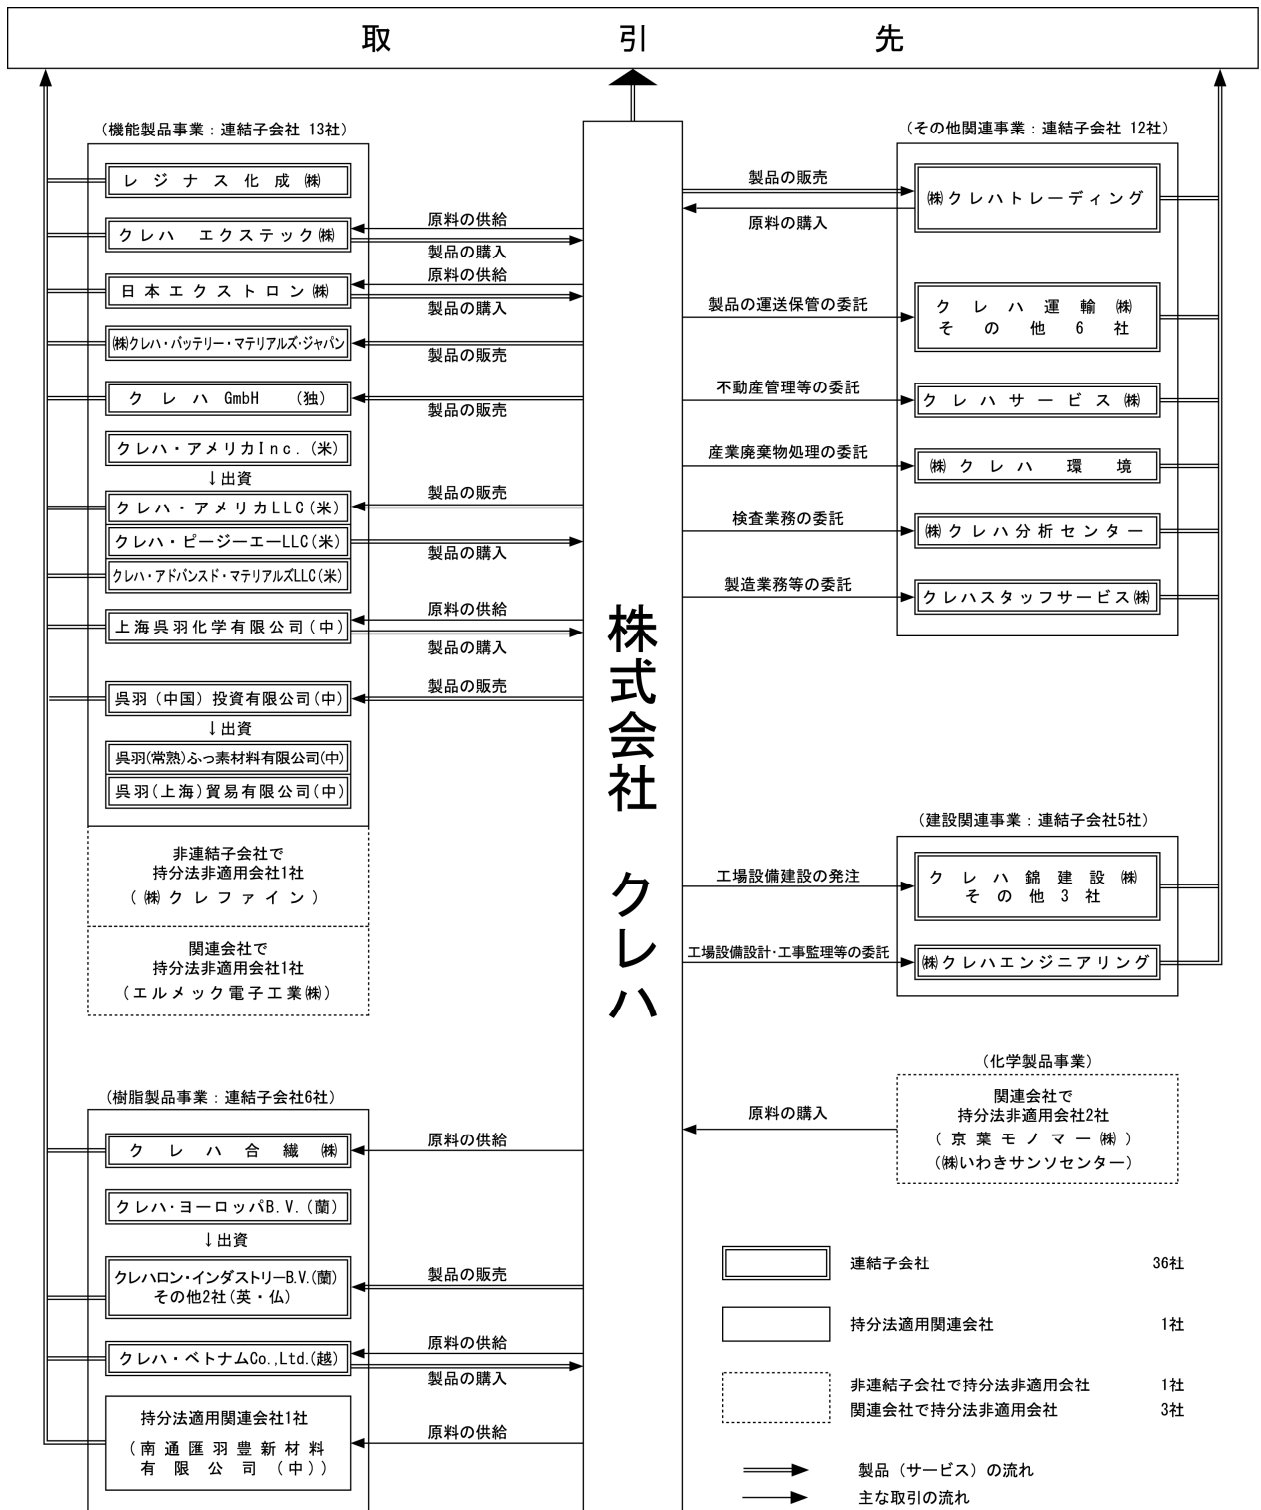 取引先
(機能製品事業：連結子会社 13社)
レジナス化成㈱
クレハ エクステック㈱
原料の供給
製品の購入
日本エクストロン㈱
原料の供給
製品の購入
㈱クレハ・バッテリー・マテリアルズ・ジャパン
製品の販売
クレハ GmbH (独)
製品の販売
クレハ・アメリカInc.(米)
↓出資
クレハ・アメリカLLC(米)
製品の販売
クレハ・ピージーエーLLC(米)
製品の購入
クレハ・アドバンスド・マテリアルズLLC(米)
上海呉羽化学有限公司(中)
原料の供給
製品の購入
呉羽(中国)投資有限公司(中)
製品の販売
↓出資
呉羽(常熟)ふっ素材料有限公司(中)
呉羽(上海)貿易有限公司(中)
非連結子会社で
持分法非適用会社1社
(㈱クレファイン)
関連会社で
持分法非適用会社1社
(エルメック電子工業㈱)
(樹脂製品事業：連結子会社6社)
クレハ合繊㈱
原料の供給
クレハ・ヨーロッパB.V.(蘭)
↓出資
クレハロン・インダストリーB.V.(蘭)
その他2社(英・仏)
製品の販売
クレハ・ベトナムCo.,Ltd.(越)
原料の供給
製品の購入
持分法適用関連会社1社
(南通匯羽豊新材料
有限公司(中))
原料の供給
株式会社 クレハ
(その他関連事業：連結子会社 12社)
製品の販売
㈱クレハトレーディング
原料の購入
製品の運送保管の委託
クレハ運輸㈱
その他6社
不動産管理等の委託
クレハサービス㈱
産業廃棄物処理の委託
㈱クレハ環境
検査業務の委託
㈱クレハ分析センター
製造業務等の委託
クレハスタッフサービス㈱
(建設関連事業：連結子会社5社)
工場設備建設の発注
クレハ錦建設㈱
その他3社
工場設備設計・工事監理等の委託
㈱クレハエンジニアリング
(化学製品事業)
原料の購入
関連会社で
持分法非適用会社2社
(京葉モノマー㈱)
(㈱いわきサンソセンター)
連結子会社 36社
持分法適用関連会社 1社
非連結子会社で持分法非適用会社 1社
関連会社で持分法非適用会社 3社
製品(サービス)の流れ
主な取引の流れ